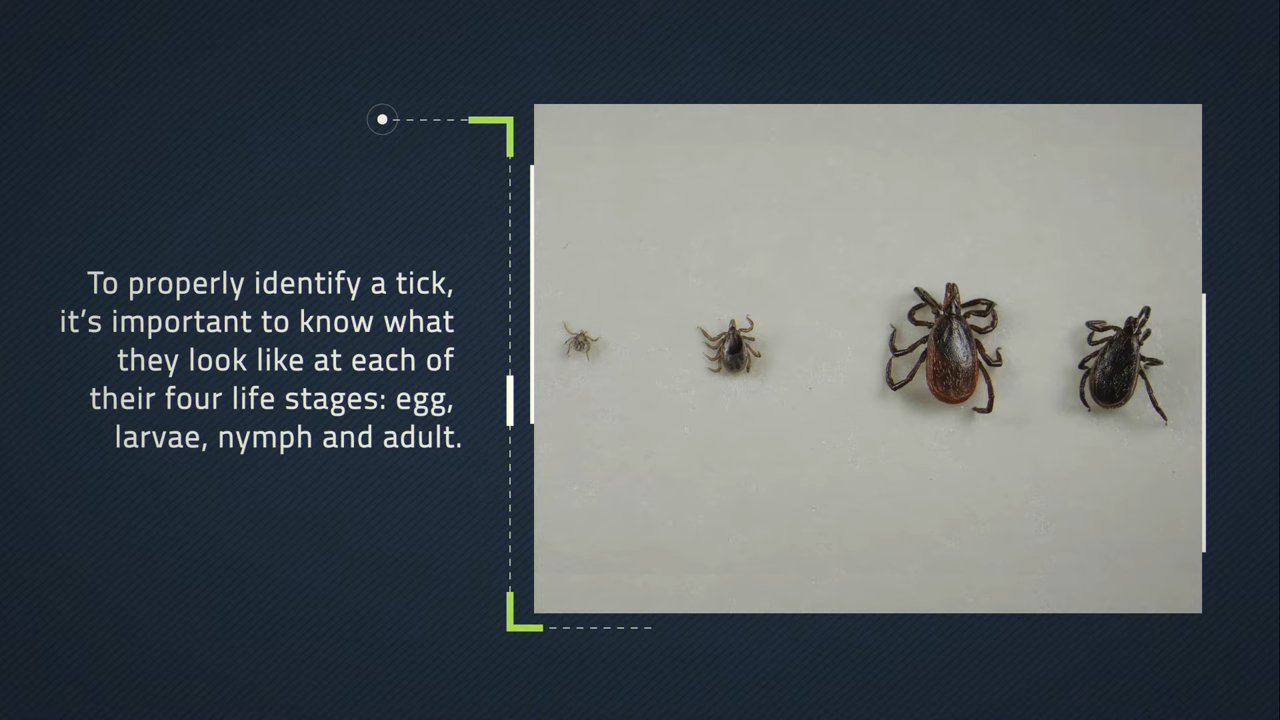 To properly identify a tick,
it's important to know what
they look like at each of
their four life stages: egg,
larvae, nymph and adult.